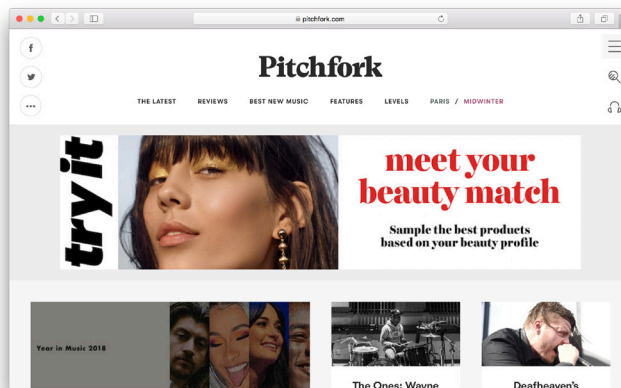 pitchfork.com
Pitchfork
THE LATEST REVIEWS BEST NEW MUSIC FEATURES LEVELS PARIS / MIDWINTER
try it
meet your
beauty match
Sample the best products
based on your beauty profile
Year in Music 2018
The Ones: Wayne
Deafheaven's